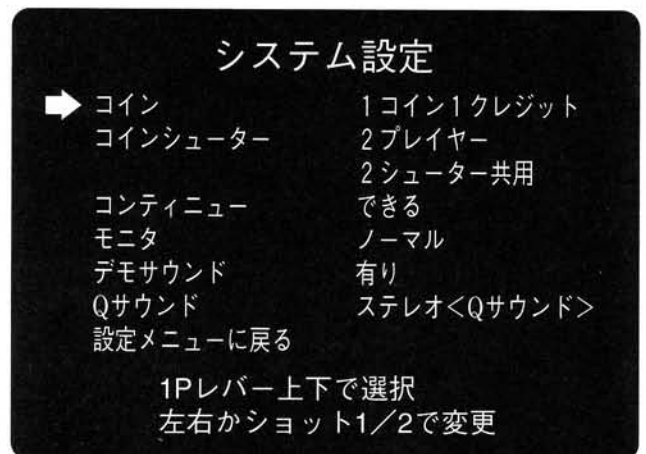 システム設定
コイン 1コイン1クレジット
コインシューター 2プレイヤー
2シューター共用
コンティニュー できる
モニタ ノーマル
デモサウンド 有り
Qサウンド ステレオ<Qサウンド>
設定メニューに戻る
1Pレバー上下で選択
左右かショット1／2で変更